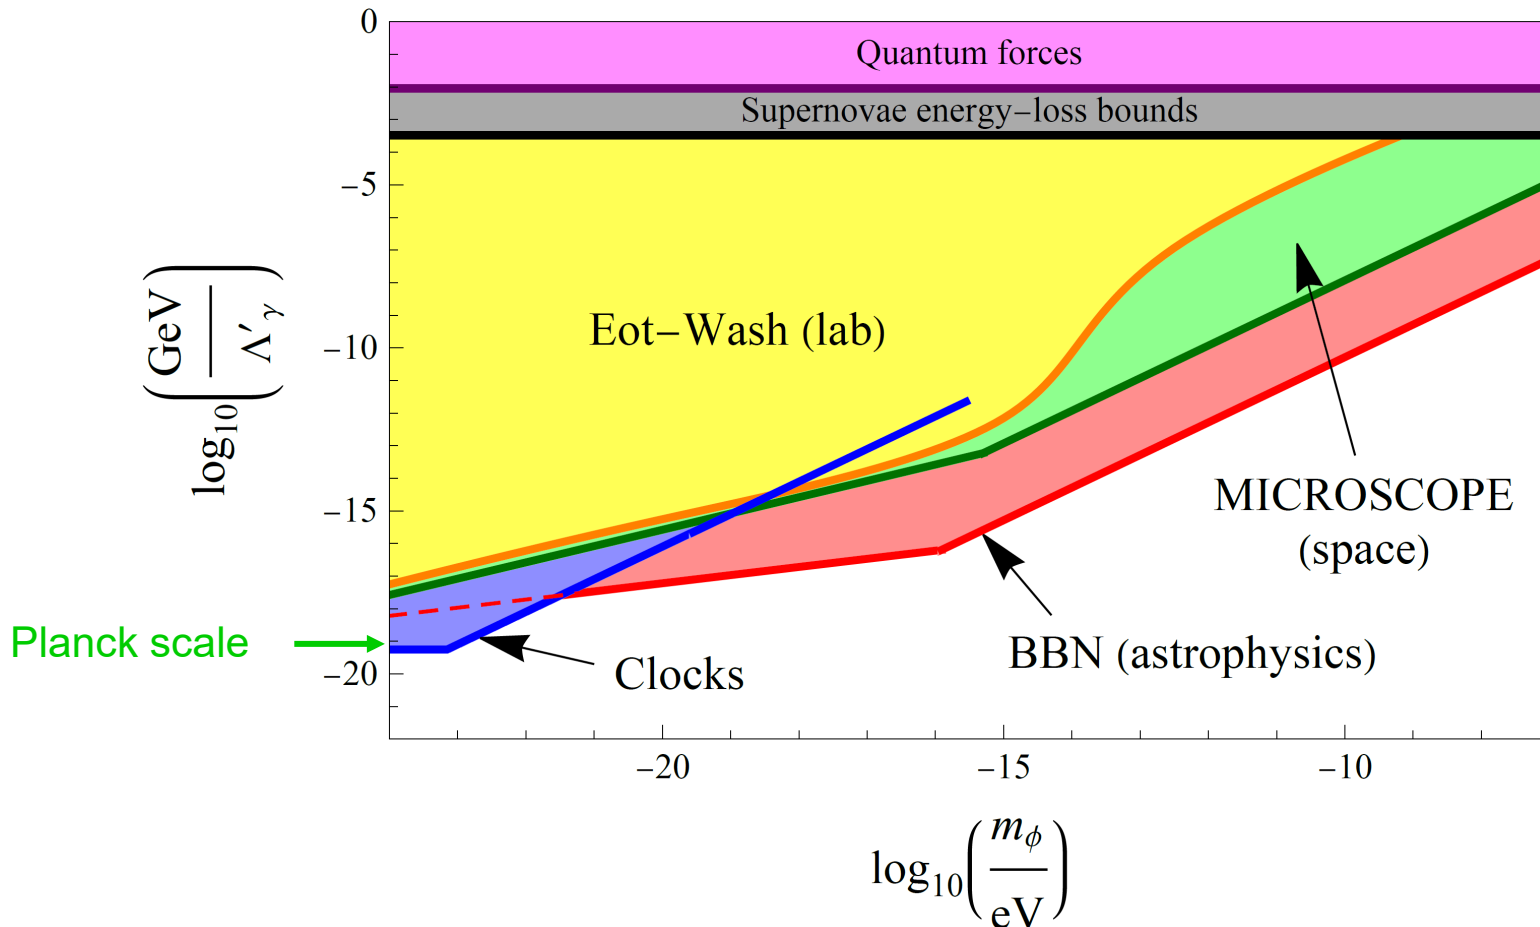 0
Quantum forces
Supernovae energy−loss bounds
−5
Eot−Wash (lab)
−10
log10(GeV/Λ′γ)
−15
MICROSCOPE
(space)
Planck scale
BBN (astrophysics)
Clocks
−20
−20
−15
−10
log10(mϕ/eV)